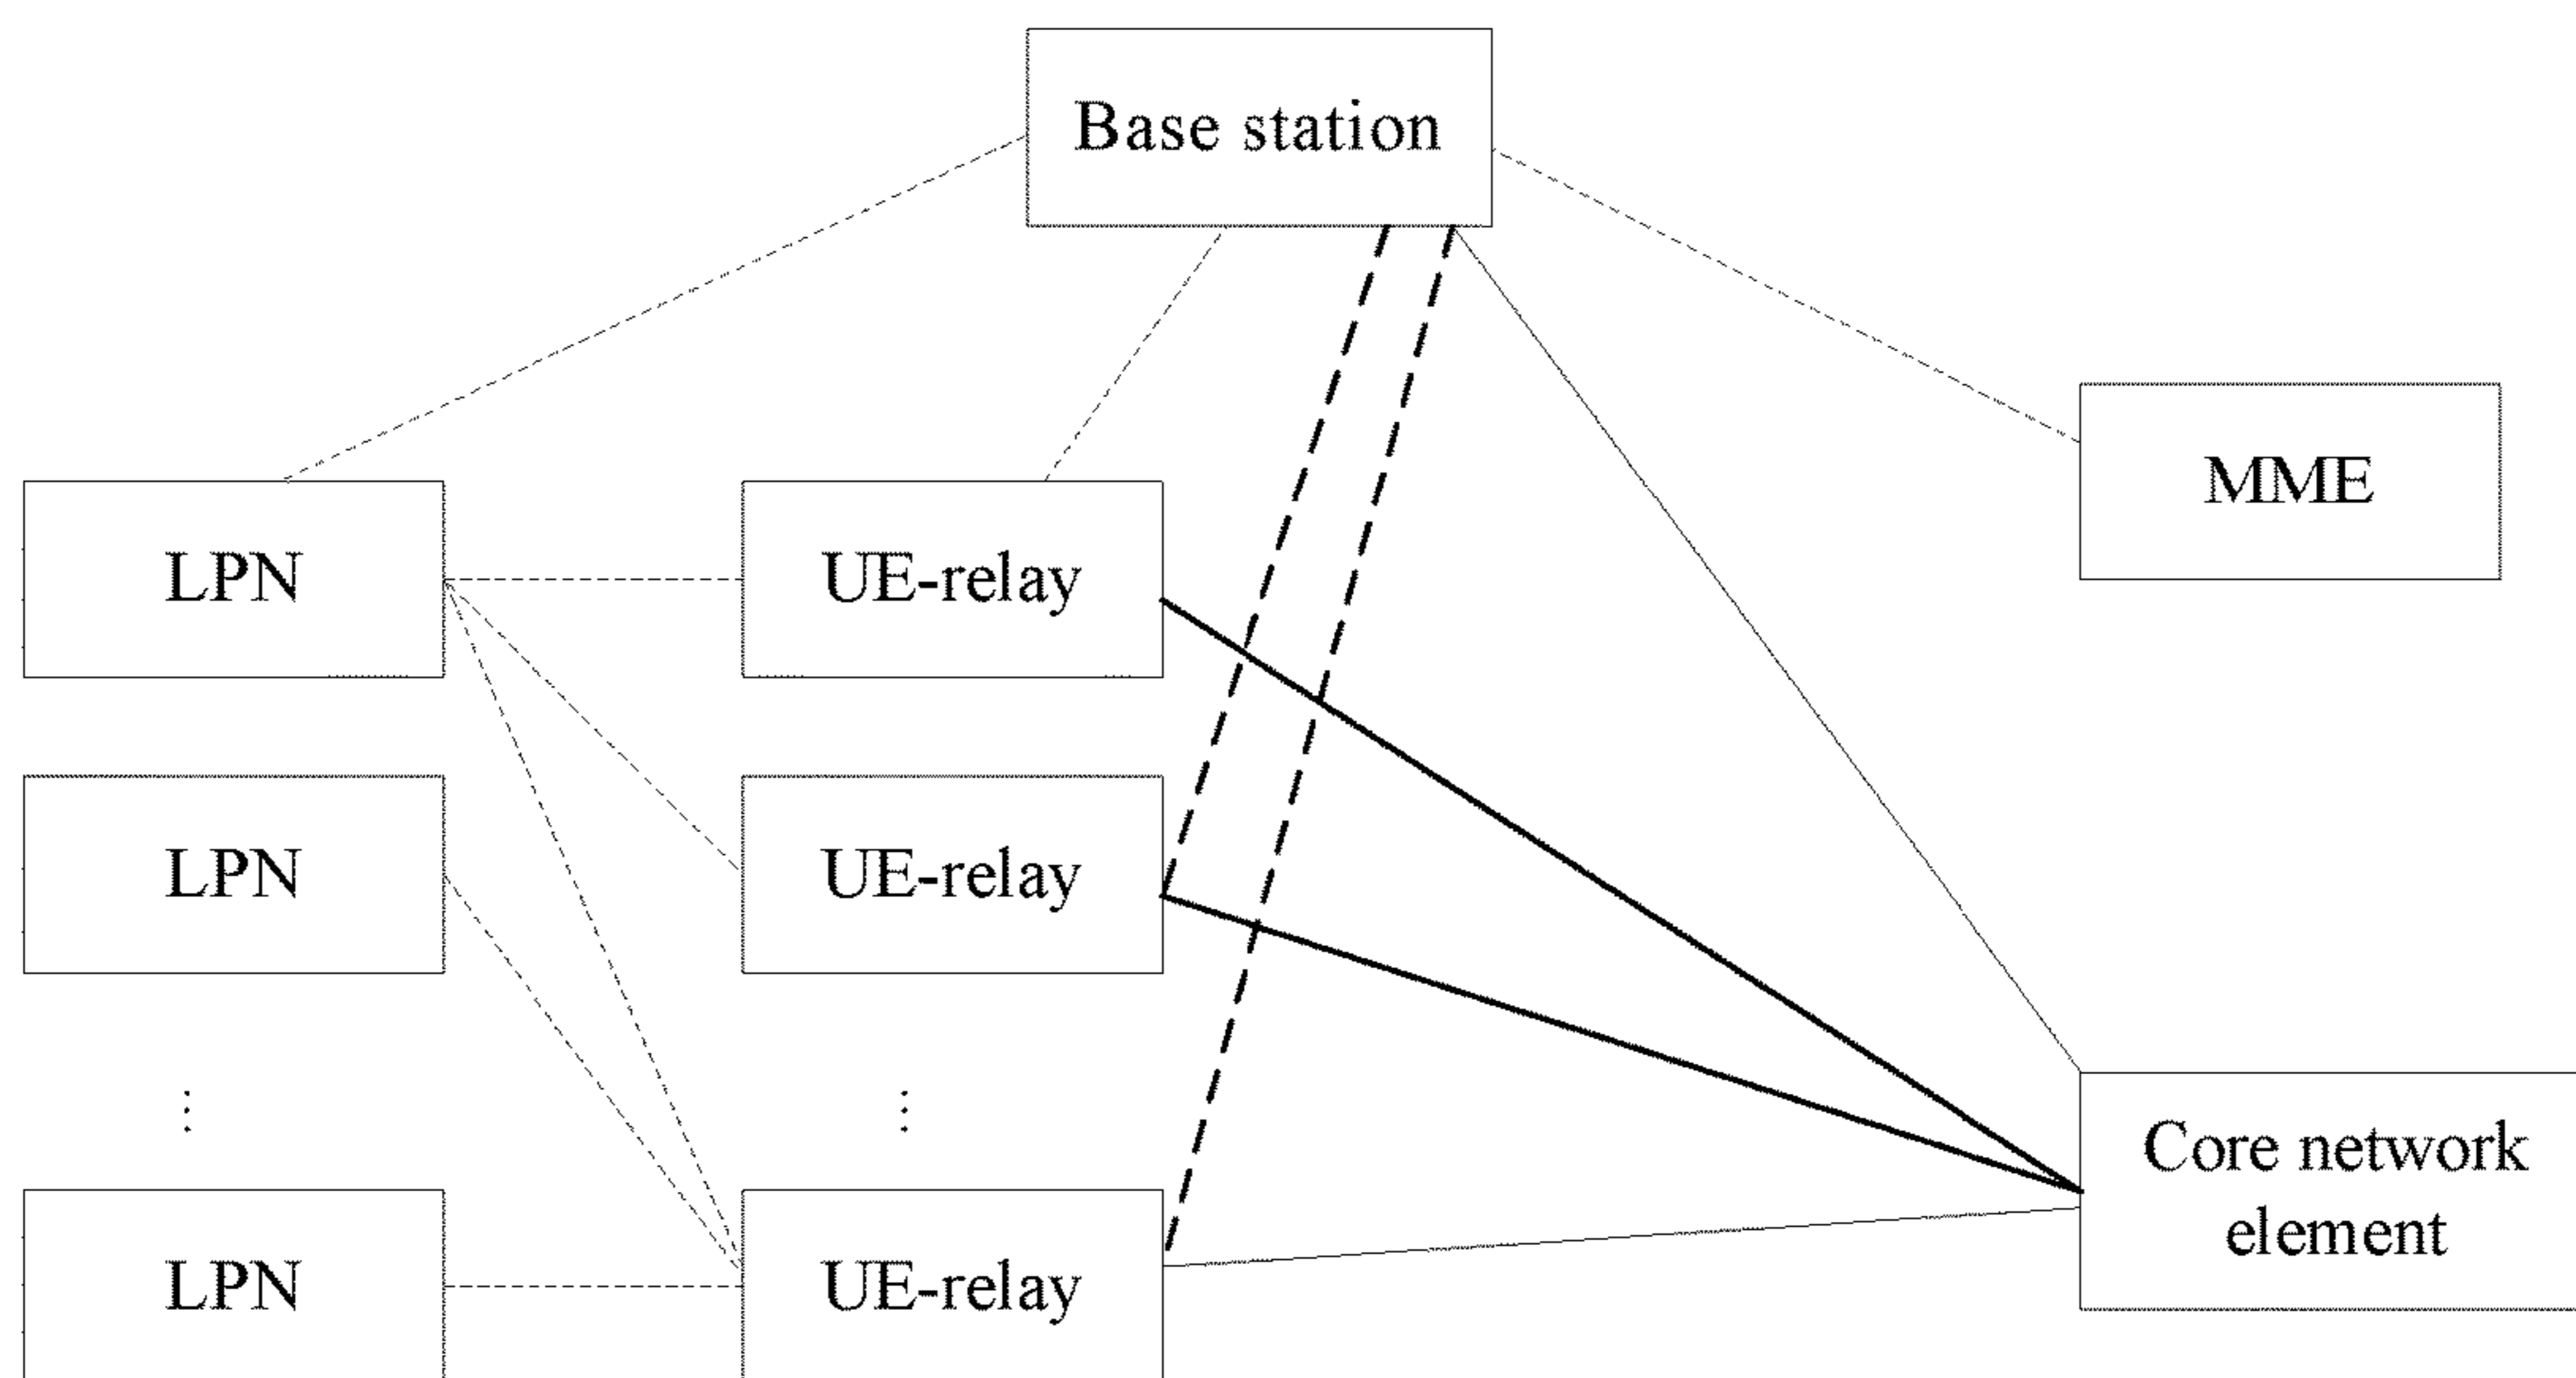 Base station
MME
LPN
UE-relay
LPN
UE-relay
⋮
⋮
Core network
element
LPN
UE-relay